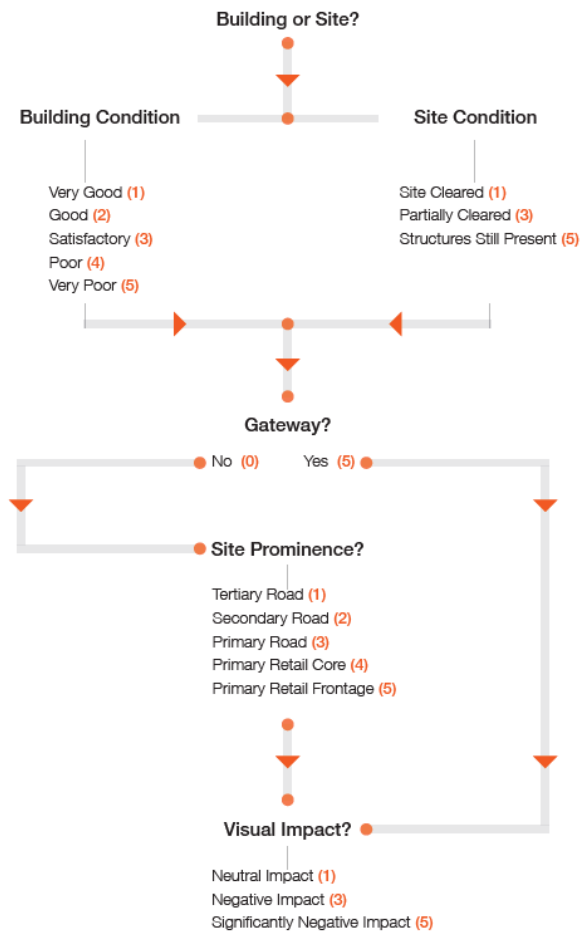 Building or Site?
Building Condition
Very Good (1)
Good (2)
Satisfactory (3)
Poor (4)
Very Poor (5)
Site Condition
Site Cleared (1)
Partially Cleared (3)
Structures Still Present (5)
Gateway?
No (0) Yes (5)
Site Prominence?
Tertiary Road (1)
Secondary Road (2)
Primary Road (3)
Primary Retail Core (4)
Primary Retail Frontage (5)
Visual Impact?
Neutral Impact (1)
Negative Impact (3)
Significantly Negative Impact (5)